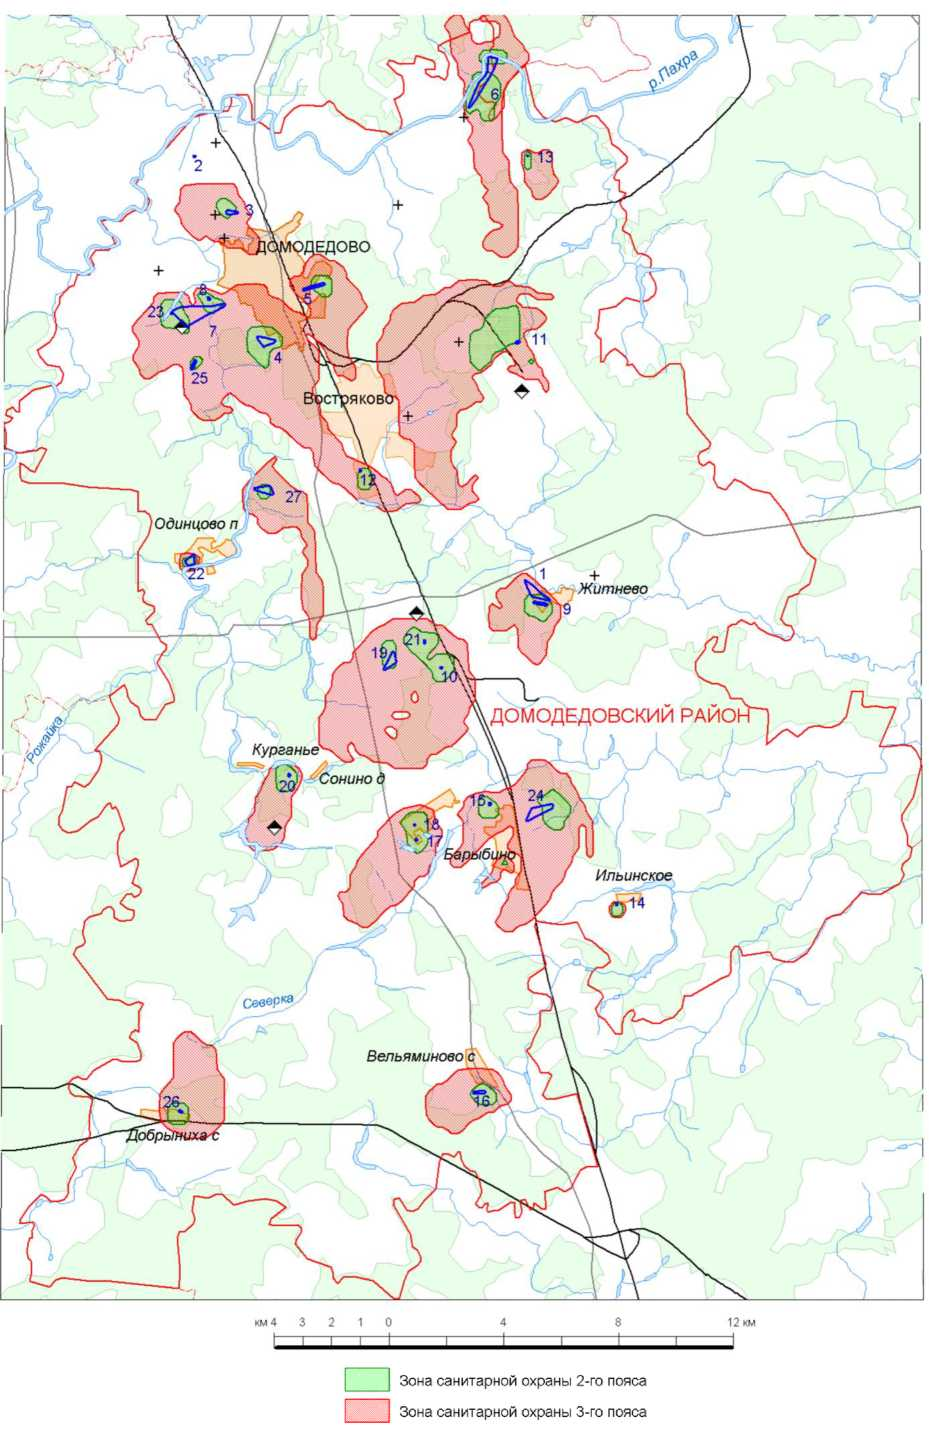 р.Пахра
6
13
2
3
ДОМОДЕДОВО
8
5
23
7
4
11
25
Востряково
12
27
Одинцово п
22
1
Житнево
9
21
19
10
ДОМОДЕДОВСКИЙ РАЙОН
Рожайка
Курганье
Сонино д
20
15
24
18
17
Барыбино
Ильинское
14
Северка
Вельяминово с
26
16
Добрыниха с
км 4 3 2 1 0 4 8 12 км
Зона санитарной охраны 2-го пояса
Зона санитарной охраны 3-го пояса